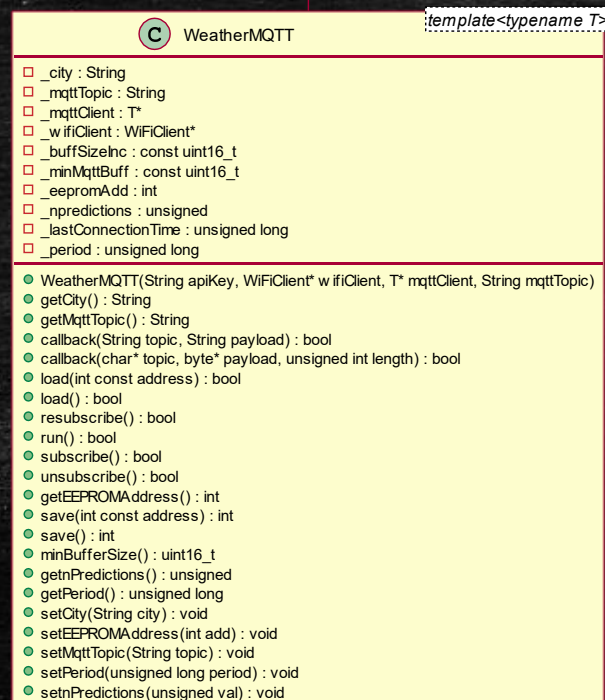 template<typename T>
C WeatherMQTT
_city : String
_mqttTopic : String
_mqttClient : T*
_wifiClient : WiFiClient*
_buffSizeInc : const uint16_t
_minMqttBuff : const uint16_t
_eepromAdd : int
_npredictions : unsigned
_lastConnectionTime : unsigned long
_period : unsigned long
WeatherMQTT(String apiKey, WiFiClient* wifiClient, T* mqttClient, String mqttTopic)
getCity() : String
getMqttTopic() : String
callback(String topic, String payload) : bool
callback(char* topic, byte* payload, unsigned int length) : bool
load(int const address) : bool
load() : bool
resubscribe() : bool
run() : bool
subscribe() : bool
unsubscribe() : bool
getEEPROMAddress() : int
save(int const address) : int
save() : int
minBufferSize() : uint16_t
getnPredictions() : unsigned
getPeriod() : unsigned long
setCity(String city) : void
setEEPROMAddress(int add) : void
setMqttTopic(String topic) : void
setPeriod(unsigned long period) : void
setnPredictions(unsigned val) : void